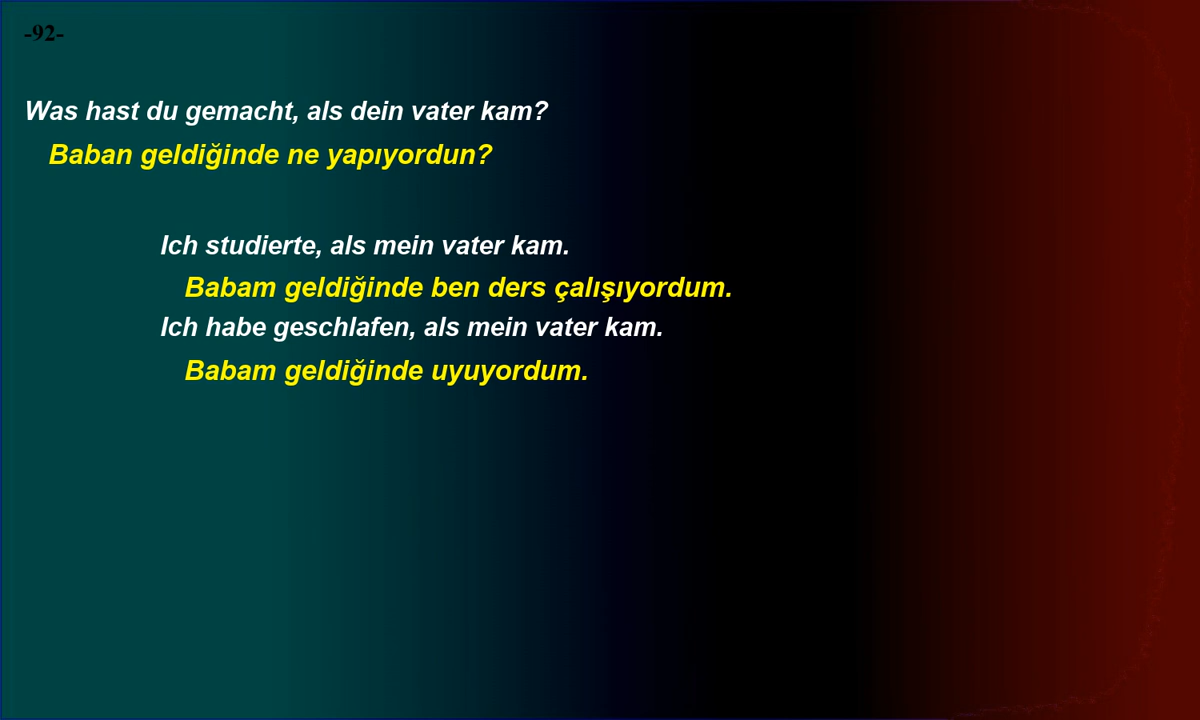 -92-
Was hast du gemacht, als dein vater kam?
Baban geldiğinde ne yapıyordun?
Ich studierte, als mein vater kam.
Babam geldiğinde ben ders çalışıyordum.
Ich habe geschlafen, als mein vater kam.
Babam geldiğinde uyuyordum.